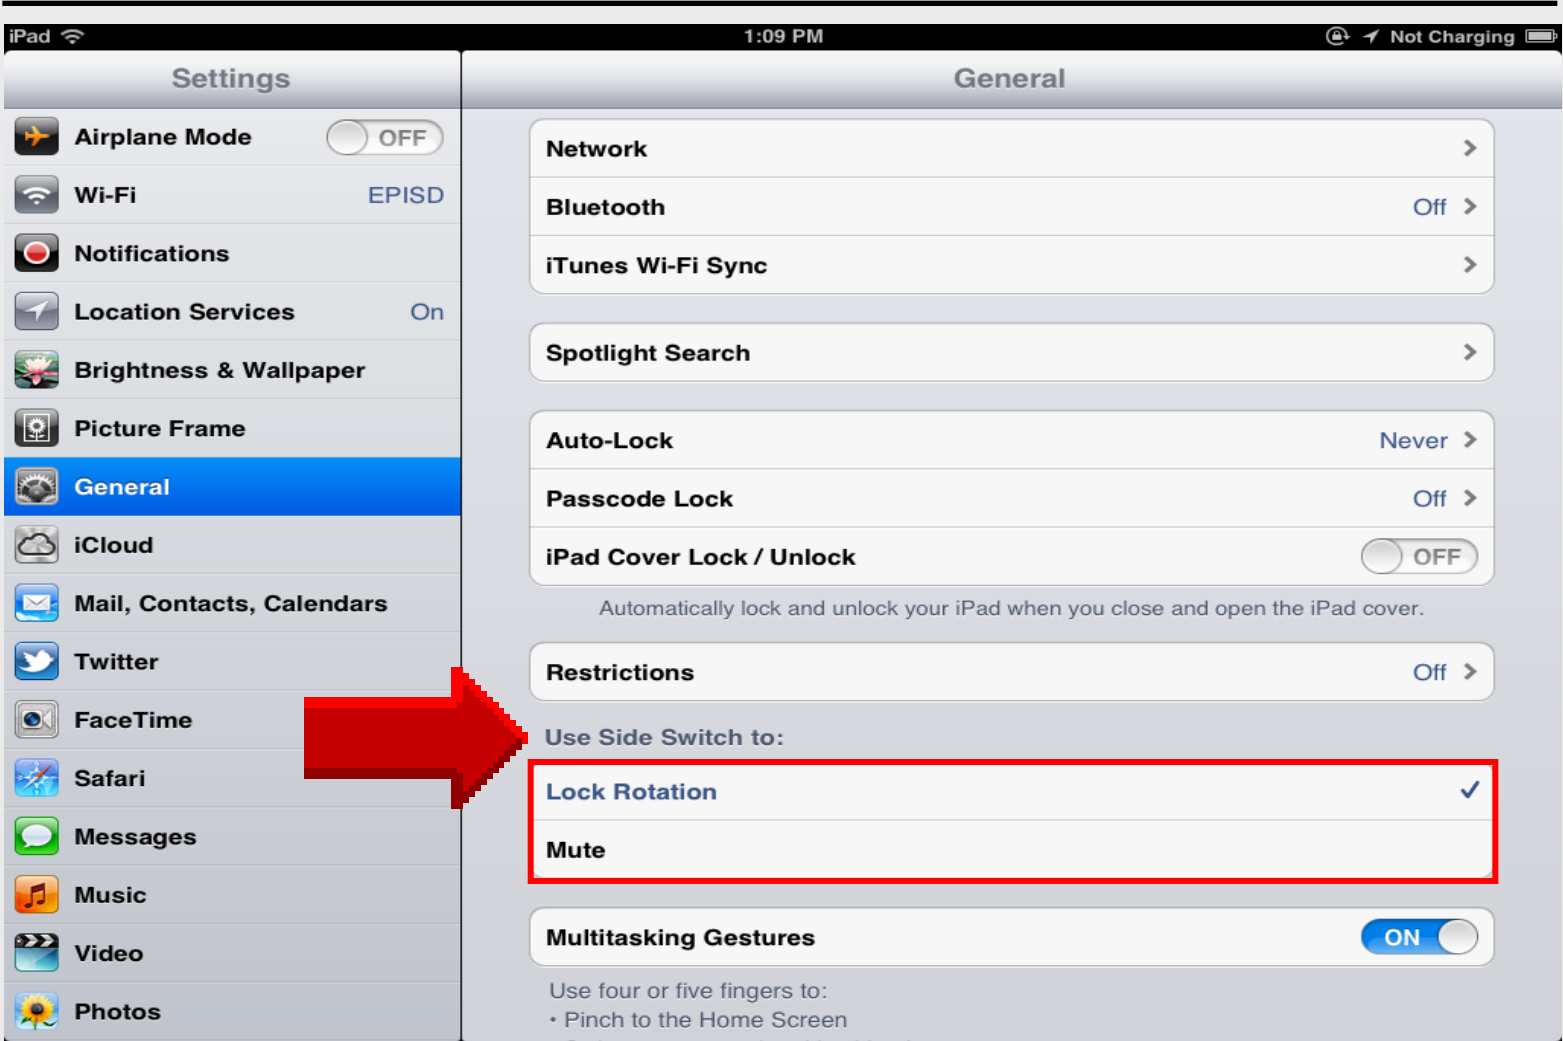 iPad
1:09 PM
Not Charging
Settings
General
Airplane Mode OFF
Wi-Fi EPISD
Notifications
Location Services On
Brightness & Wallpaper
Picture Frame
General
iCloud
Mail, Contacts, Calendars
Twitter
FaceTime
Safari
Messages
Music
Video
Photos
Network
Bluetooth Off
iTunes Wi-Fi Sync
Spotlight Search
Auto-Lock Never
Passcode Lock Off
iPad Cover Lock / Unlock OFF
Automatically lock and unlock your iPad when you close and open the iPad cover.
Restrictions Off
Use Side Switch to:
Lock Rotation
Mute
Multitasking Gestures ON
Use four or five fingers to:
• Pinch to the Home Screen